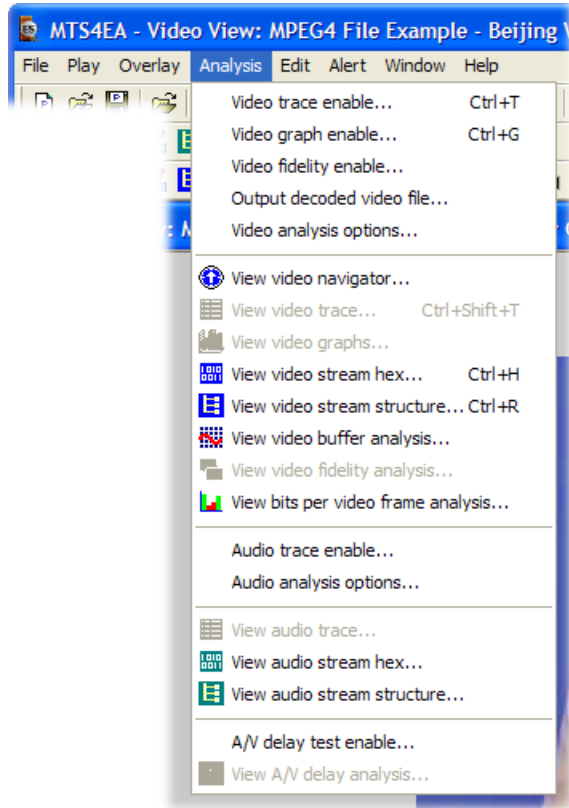 MTS4EA - Video View: MPEG4 File Example - Beijing
File Play Overlay Analysis Edit Alert Window Help
Video trace enable... Ctrl+T
Video graph enable... Ctrl+G
Video fidelity enable...
Output decoded video file...
Video analysis options...
View video navigator...
View video trace... Ctrl+Shift+T
View video graphs...
View video stream hex... Ctrl+H
View video stream structure... Ctrl+R
View video buffer analysis...
View video fidelity analysis...
View bits per video frame analysis...
Audio trace enable...
Audio analysis options...
View audio trace...
View audio stream hex...
View audio stream structure...
A/V delay test enable...
View A/V delay analysis...